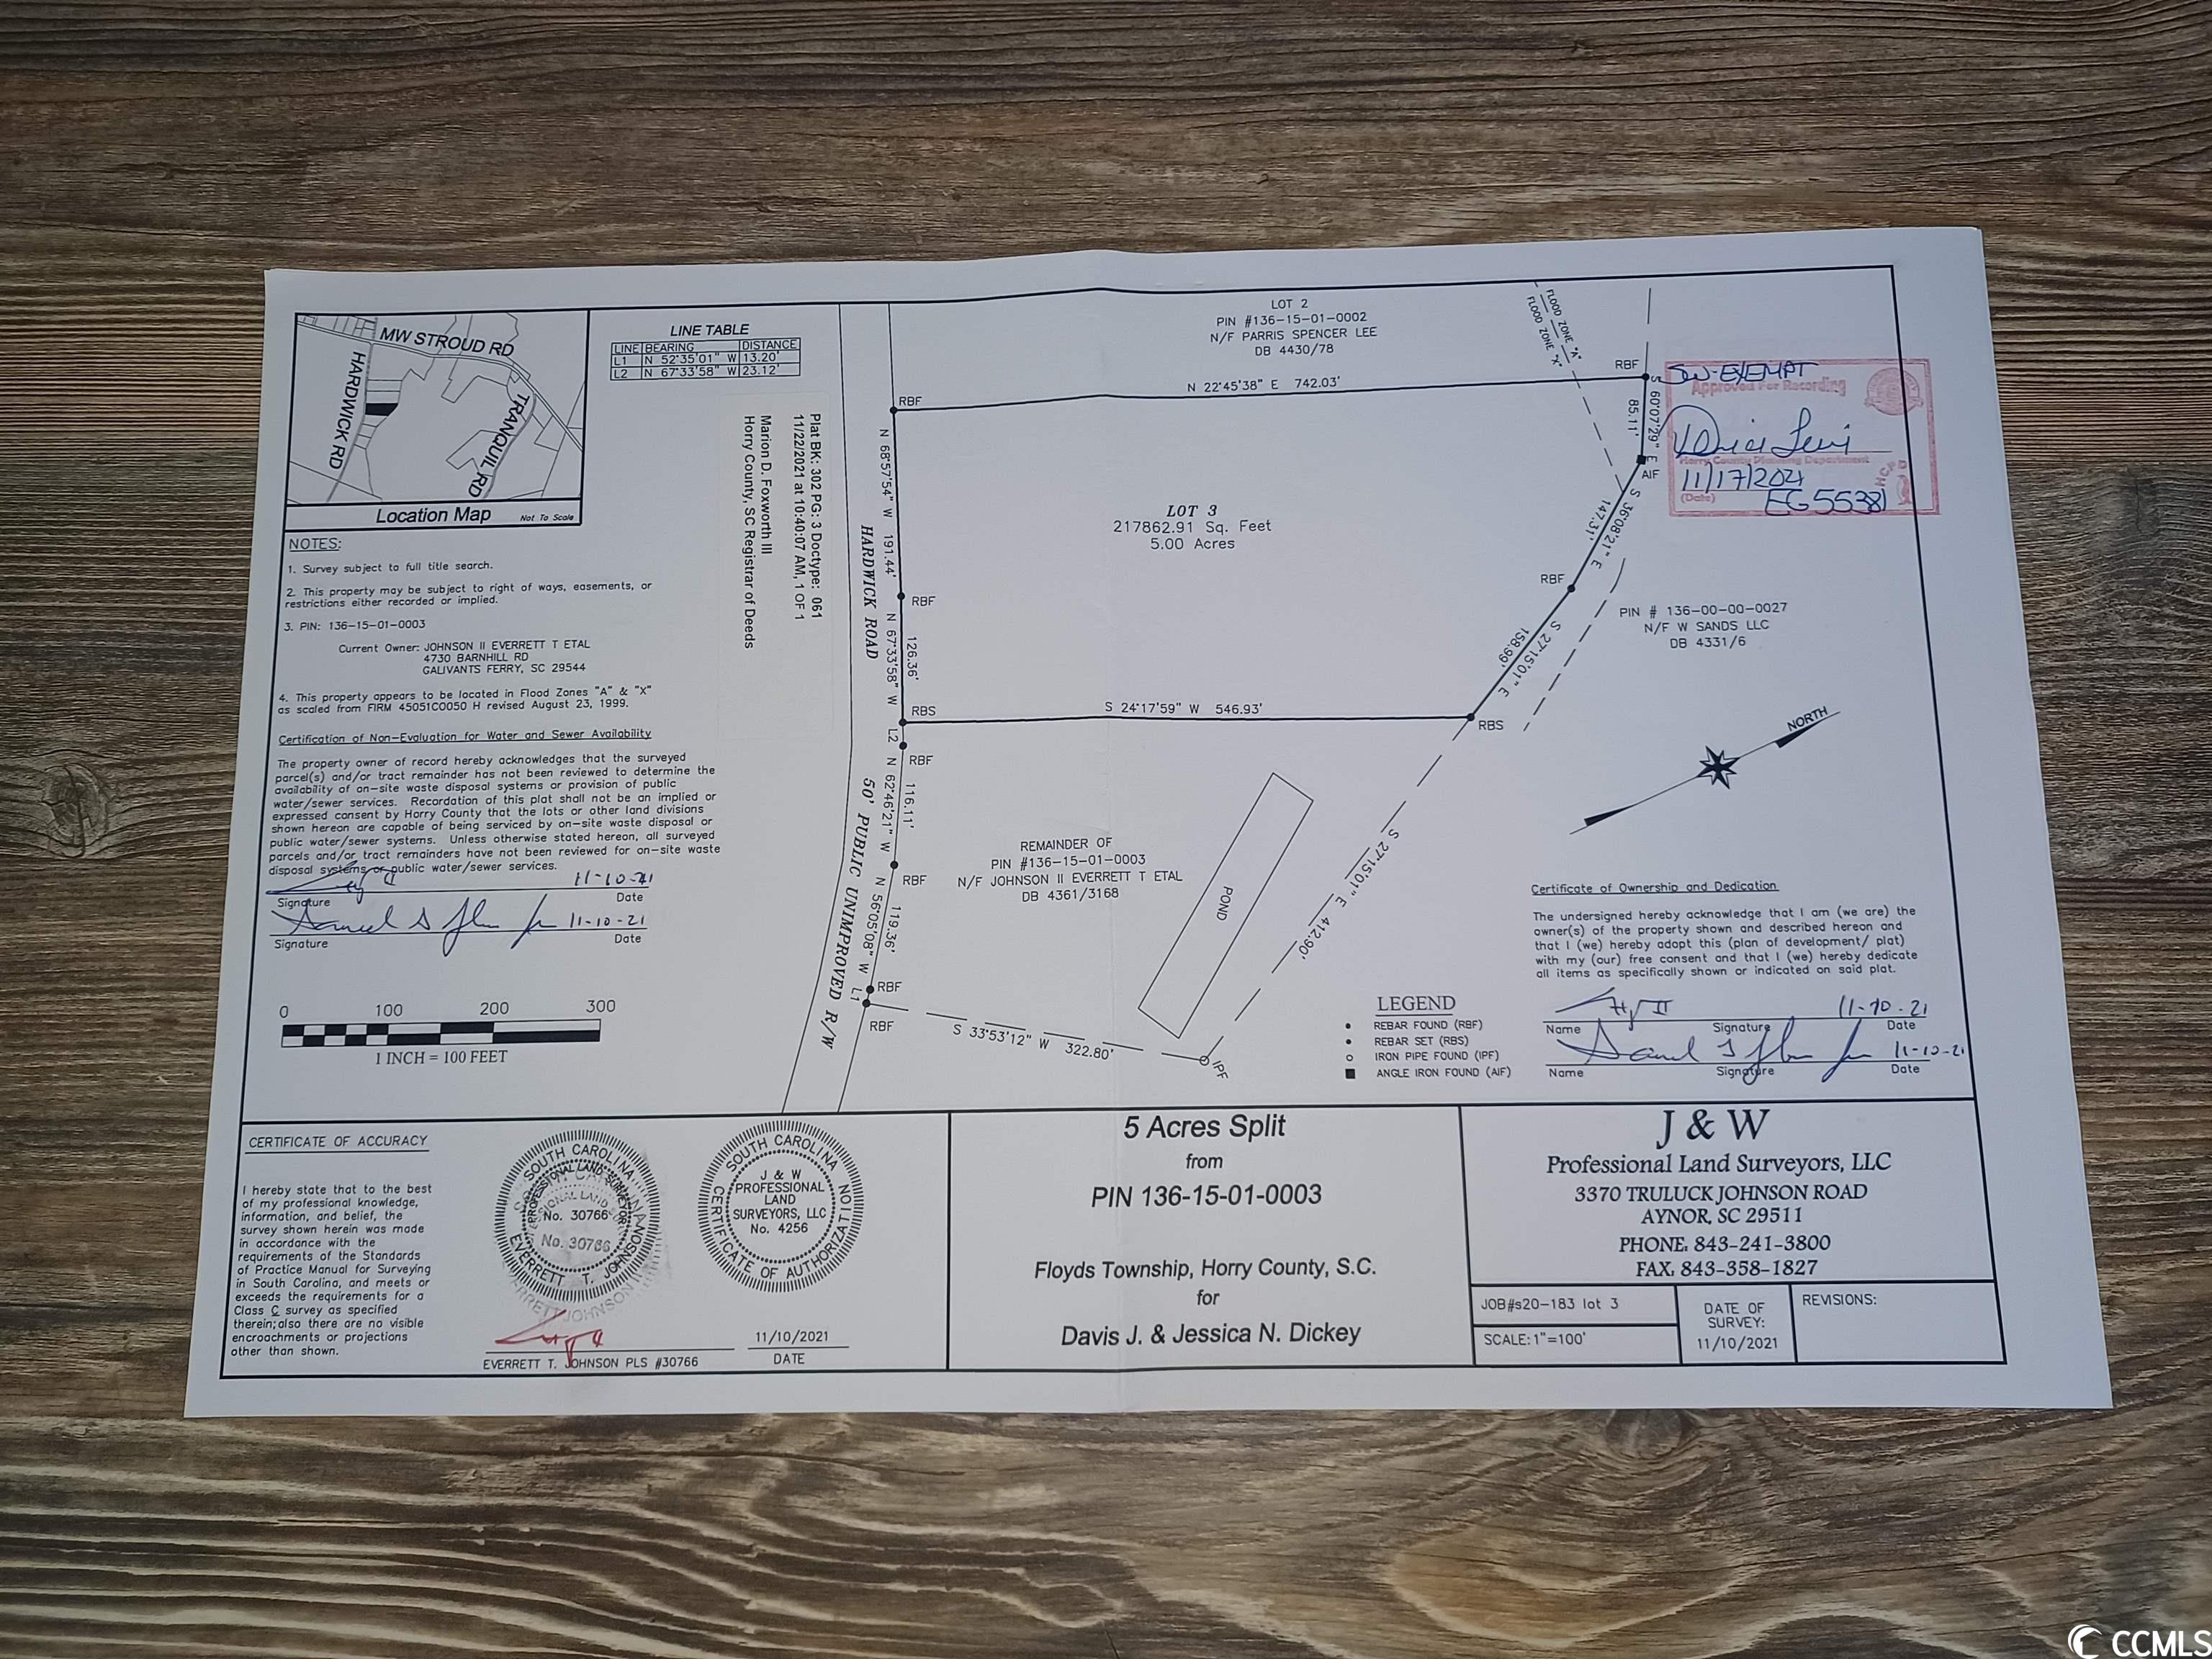 MW STROUD RD
HARDWICK RD
TRANQUIL RD
Location Map
Not To Scale
LINE TABLE
LINE BEARING DISTANCE
L1 N 52°35'01" W 13.20'
L2 N 67°33'58" W 23.12'
Plat BK: 302 PG: 3 Doctype: 061
11/22/2021 at 10:40:07 AM, 1 OF 1
Marion D. Foxworth III
Horry County, SC Registrar of Deeds
NOTES:
1. Survey subject to full title search.
2. This property may be subject to right of ways, easements, or
restrictions either recorded or implied.
3. PIN: 136-15-01-0003
Current Owner: JOHNSON II EVERRETT T ETAL
4730 BARNHILL RD
GALIVANTS FERRY, SC 29544
4. This property appears to be located in Flood Zones "A" & "X"
as scaled from FIRM 45051C0050 H revised August 23, 1999.
Certification of Non-Evaluation for Water and Sewer Availability
The property owner of record hereby acknowledges that the surveyed
parcel(s) and/or tract remainder has not been reviewed to determine the
availability of on-site waste disposal systems or provision of public
water/sewer services. Recordation of this plat shall not be an implied or
expressed consent by Horry County that the lots or other land divisions
shown hereon are capable of being serviced by on-site waste disposal or
public water/sewer systems. Unless otherwise stated hereon, all surveyed
parcels and/or tract remainders have not been reviewed for on-site waste
disposal systems or public water/sewer services.
11-10-21
Signature Date
11-10-21
Signature Date
0 100 200 300
1 INCH = 100 FEET
LOT 2
PIN #136-15-01-0002
N/F PARRIS SPENCER LEE
DB 4430/78
FLOOD ZONE "A"
FLOOD ZONE "X"
RBF
N 22°45'38" E 742.03'
RBF
S 60°07'29" E
85.11'
AIF
SW-EXEMPT
Approved For Recording
Horry County Planning Department
11/17/2021
(Date)
EG 55381
N 68°57'54" W 191.44'
HARDWICK ROAD
LOT 3
217862.91 Sq. Feet
5.00 Acres
S 36°08'21" E
147.31'
RBF
RBF
N 67°33'58" W
126.36'
S 27°15'01" E
158.99'
PIN # 136-00-00-0027
N/F W SANDS LLC
DB 4331/6
RBS
S 24°17'59" W 546.93'
RBS
L2
RBF
NORTH
N 62°46'21" W
116.11'
50' PUBLIC UNIMPROVED R/W
REMAINDER OF
PIN #136-15-01-0003
N/F JOHNSON II EVERRETT T ETAL
DB 4361/3168
POND
S 27°15'01" E 412.90'
RBF
N 56°05'08" W
119.36'
RBF
L1
RBF
S 33°53'12" W 322.80'
IPF
LEGEND
REBAR FOUND (RBF)
REBAR SET (RBS)
IRON PIPE FOUND (IPF)
ANGLE IRON FOUND (AIF)
Certificate of Ownership and Dedication
The undersigned hereby acknowledge that I am (we are) the
owner(s) of the property shown and described hereon and
that I (we) hereby adopt this (plan of development/ plat)
with my (our) free consent and that I (we) hereby dedicate
all items as specifically shown or indicated on said plat.
11-10-21
Name Signature Date
11-10-21
Name Signature Date
CERTIFICATE OF ACCURACY
I hereby state that to the best
of my professional knowledge,
information, and belief, the
survey shown herein was made
in accordance with the
requirements of the Standards
of Practice Manual for Surveying
in South Carolina, and meets or
exceeds the requirements for a
Class C survey as specified
therein; also there are no visible
encroachments or projections
other than shown.
SOUTH CAROLINA
PROFESSIONAL LAND SURVEYOR
No. 30766
No. 30766
EVERRETT T. JOHNSON
SOUTH CAROLINA
J & W
PROFESSIONAL
LAND
SURVEYORS, LLC
No. 4256
CERTIFICATE OF AUTHORIZATION
EVERRETT T. JOHNSON PLS #30766
11/10/2021
DATE
5 Acres Split
from
PIN 136-15-01-0003
Floyds Township, Horry County, S.C.
for
Davis J. & Jessica N. Dickey
J & W
Professional Land Surveyors, LLC
3370 TRULUCK JOHNSON ROAD
AYNOR, SC 29511
PHONE: 843-241-3800
FAX: 843-358-1827
JOB#s20-183 lot 3
SCALE: 1"=100'
DATE OF
SURVEY:
11/10/2021
REVISIONS:
CCMLS